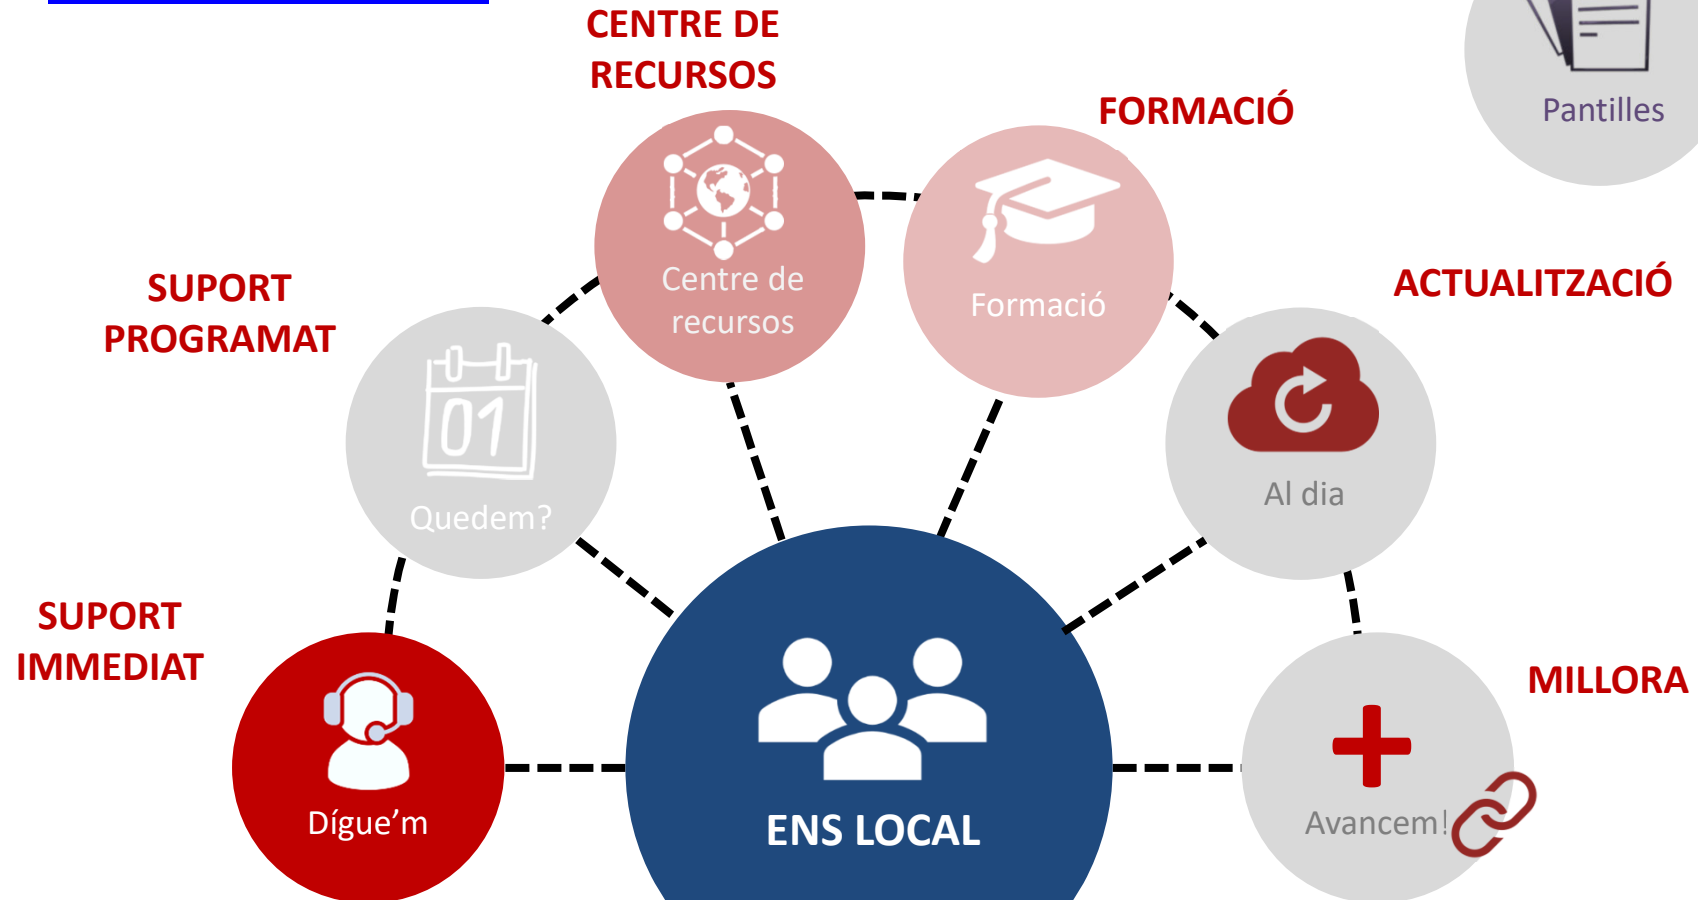 CENTRE DE
RECURSOS
FORMACIÓ
Pantilles
Centre de
recursos
Formació
SUPORT
PROGRAMAT
ACTUALITZACIÓ
01
Quedem?
Al dia
SUPORT
IMMEDIAT
MILLORA
Dígue’m
ENS LOCAL
Avancem!